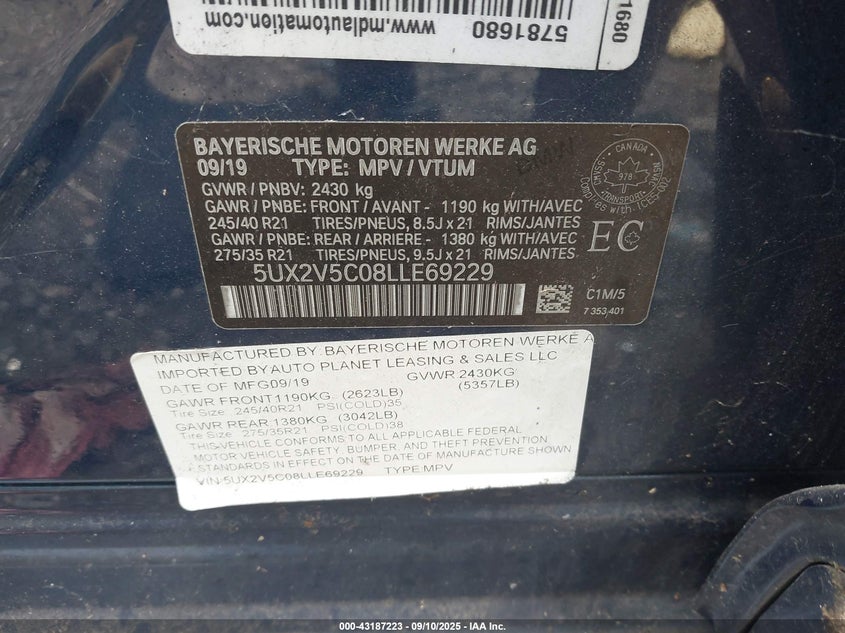 www.mdlautomation.com
5781680
1680
BAYERISCHE MOTOREN WERKE AG
09/19 TYPE: MPV / VTUM
GVWR / PNBV: 2430 kg
GAWR / PNBE: FRONT / AVANT - 1190 kg WITH/AVEC
245/40 R21 TIRES/PNEUS, 8.5J x 21 RIMS/JANTES
GAWR / PNBE: REAR / ARRIERE - 1380 kg WITH/AVEC
275/35 R21 TIRES/PNEUS, 9.5J x 21 RIMS/JANTES
5UX2V5C08LLE69229
CANADA
978
TRANSPORT
EC
C1M/5
7 353 401
MANUFACTURED BY: BAYERISCHE MOTOREN WERKE A
IMPORTED BY AUTO PLANET LEASING & SALES LLC
DATE OF MFG09/19 GVWR 2430KG
(5357LB)
GAWR FRONT1190KG (2623LB)
Tire Size 245/40R21 PSI(COLD)35
GAWR REAR 1380KG (3042LB)
Tire Size: 275/35R21 PSI(COLD)38
THIS VEHICLE CONFORMS TO ALL APPLICABLE FEDERAL
MOTOR VEHICLE SAFETY, BUMPER, AND THEFT PREVENTION
STANDARDS IN EFFECT ON THE DATE OF MANUFACTURE SHOWN ABOVE
VIN:5UX2V5C08LLE69229 TYPE:MPV
000-43187223 - 09/10/2025 - IAA Inc.